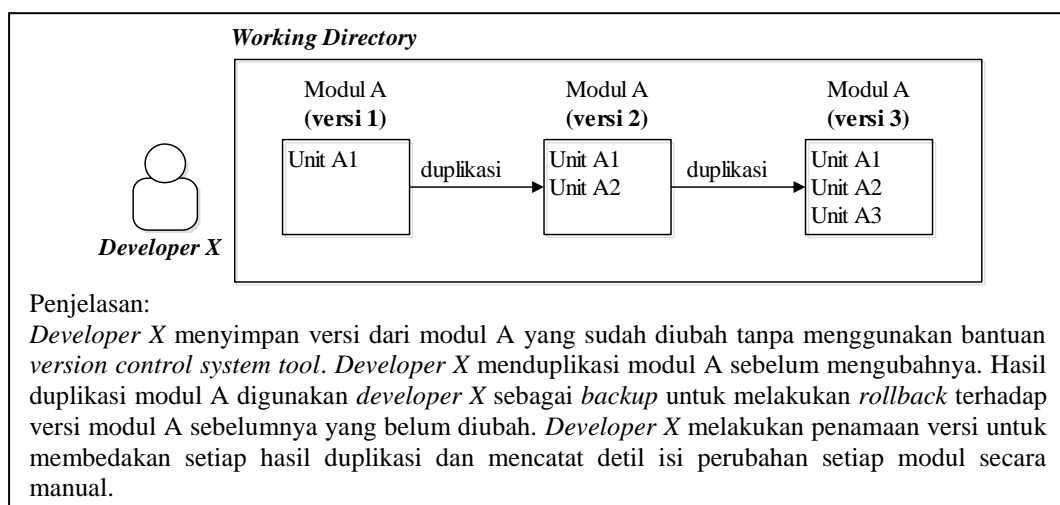 Working Directory
Modul A
(versi 1)
Unit A1
duplikasi
Modul A
(versi 2)
Unit A1
Unit A2
duplikasi
Modul A
(versi 3)
Unit A1
Unit A2
Unit A3
Developer X
Penjelasan:
Developer X menyimpan versi dari modul A yang sudah diubah tanpa menggunakan bantuan
version control system tool. Developer X menduplikasi modul A sebelum mengubahnya. Hasil
duplikasi modul A digunakan developer X sebagai backup untuk melakukan rollback terhadap
versi modul A sebelumnya yang belum diubah. Developer X melakukan penamaan versi untuk
membedakan setiap hasil duplikasi dan mencatat detil isi perubahan setiap modul secara
manual.